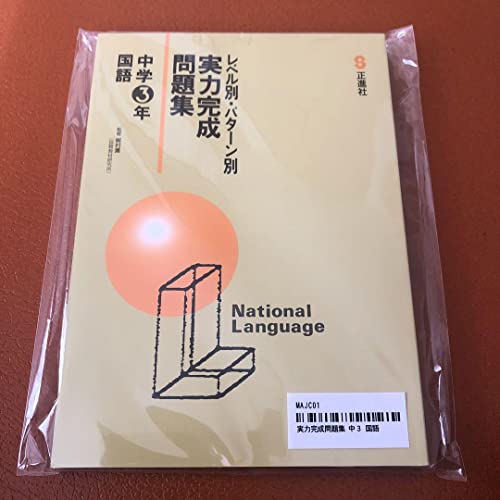 レベル別・パターン別
実力完成
問題集
中学3年
国語
正進社
National
Language
MAJC01
実力完成問題集 中3 国語